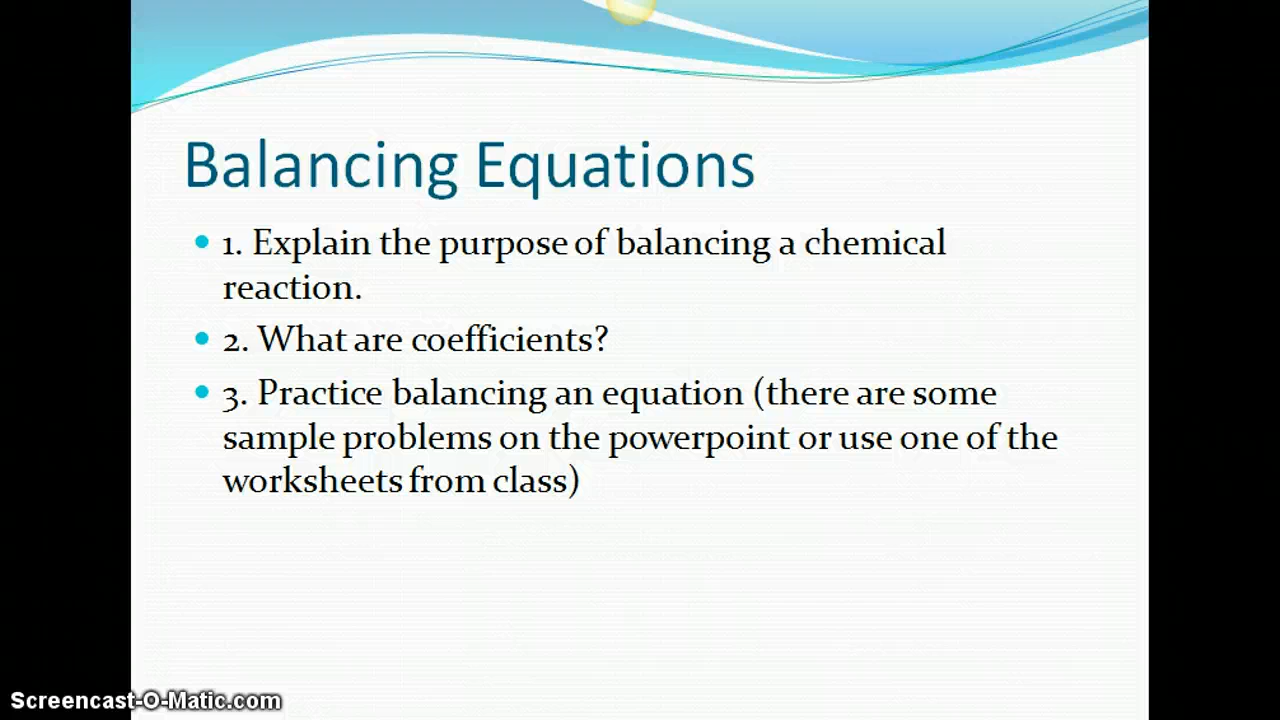 Balancing Equations
• 1. Explain the purpose of balancing a chemical
reaction.
• 2. What are coefficients?
• 3. Practice balancing an equation (there are some
sample problems on the powerpoint or use one of the
worksheets from class)
Screencast-O-Matic.com